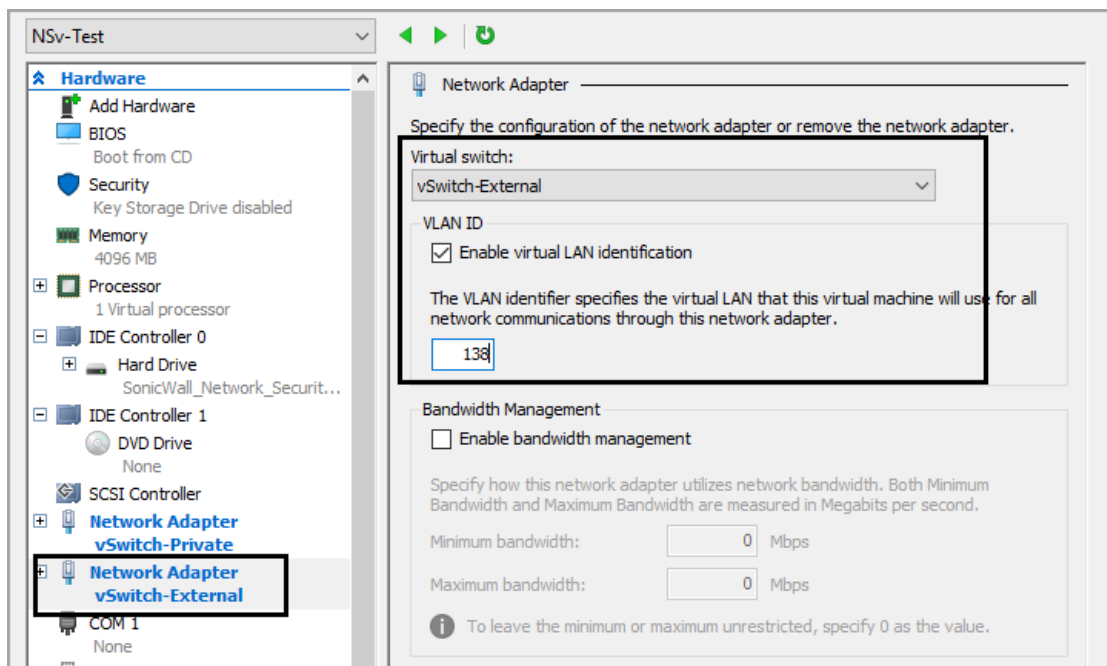 NSv-Test
Hardware
Add Hardware
BIOS
Boot from CD
Security
Key Storage Drive disabled
Memory
4096 MB
Processor
1 Virtual processor
IDE Controller 0
Hard Drive
SonicWall_Network_Securit...
IDE Controller 1
DVD Drive
None
SCSI Controller
Network Adapter
vSwitch-Private
Network Adapter
vSwitch-External
COM 1
None
Network Adapter
Specify the configuration of the network adapter or remove the network adapter.
Virtual switch:
vSwitch-External
VLAN ID
Enable virtual LAN identification
The VLAN identifier specifies the virtual LAN that this virtual machine will use for all
network communications through this network adapter.
138
Bandwidth Management
Enable bandwidth management
Specify how this network adapter utilizes network bandwidth. Both Minimum
Bandwidth and Maximum Bandwidth are measured in Megabits per second.
Minimum bandwidth: 0 Mbps
Maximum bandwidth: 0 Mbps
To leave the minimum or maximum unrestricted, specify 0 as the value.